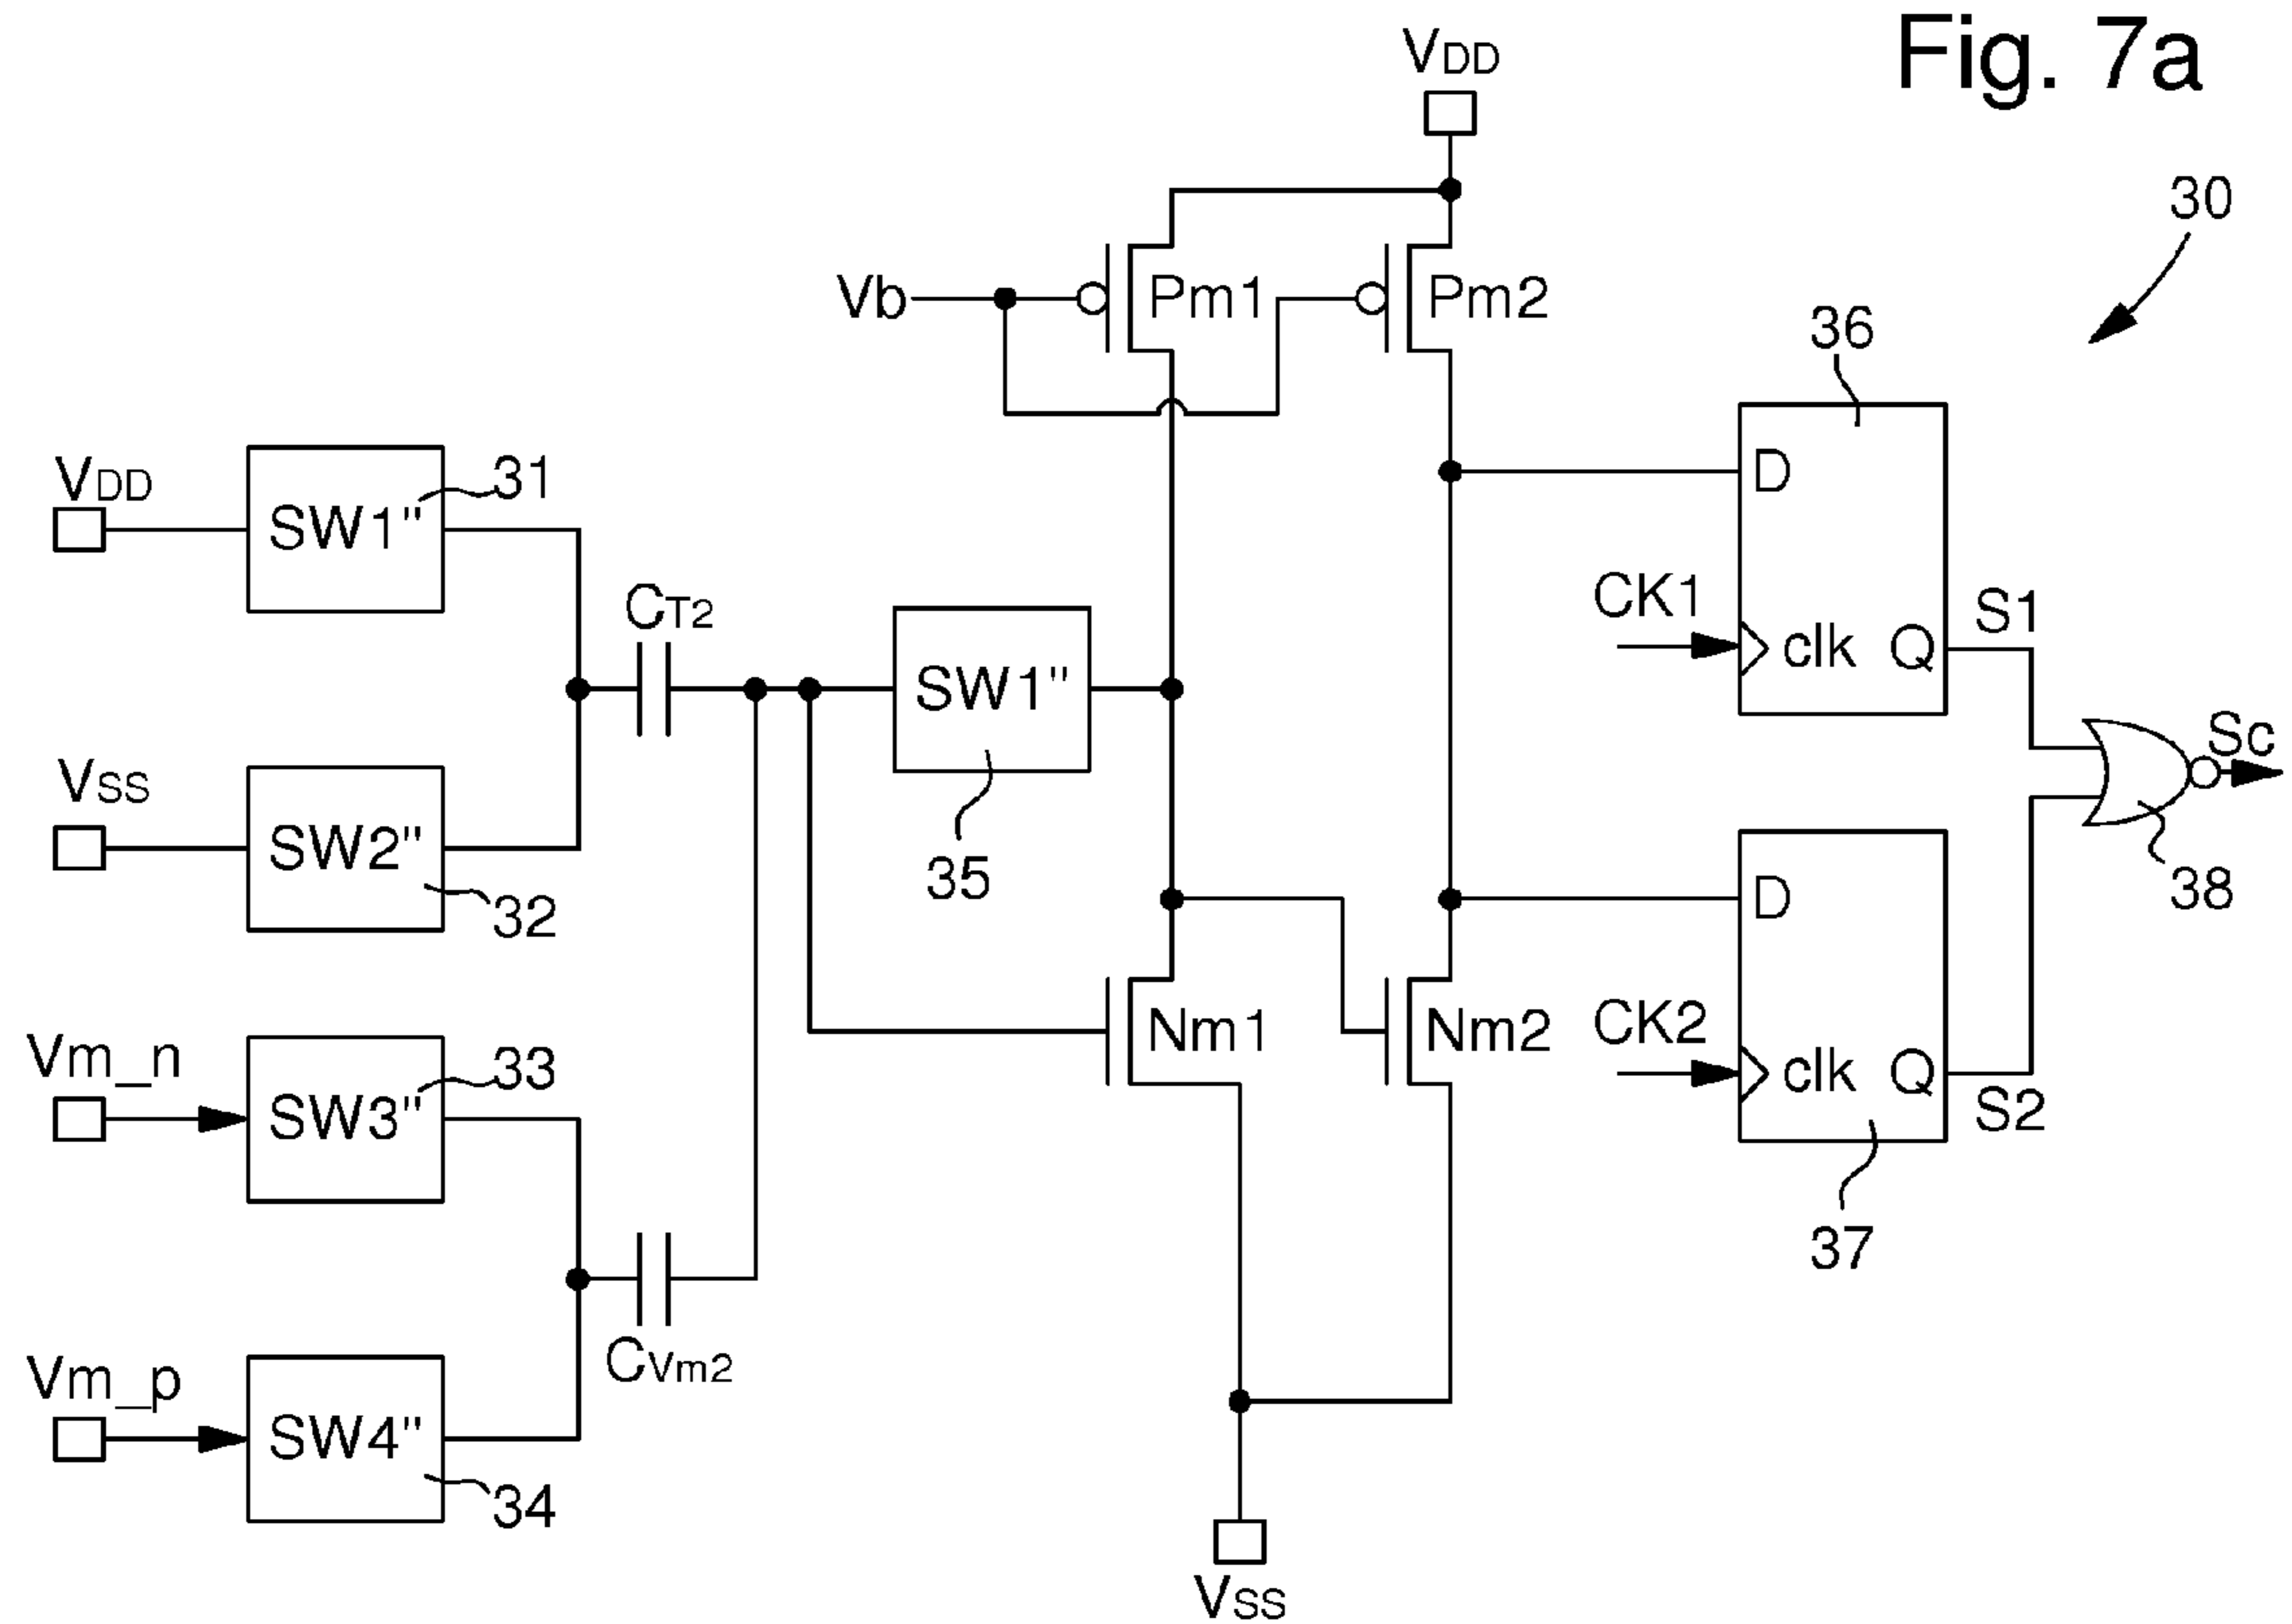 Fig. 7a
VDD
30
Vb
Pm1
Pm2
36
VDD
SW1"
31
D
CT2
CK1
clk
Q
S1
SW1"
35
Sc
38
VSS
SW2"
32
D
Vm_n
SW3"
33
Nm1
Nm2
CK2
clk
Q
S2
37
CVm2
Vm_p
SW4"
34
VSS